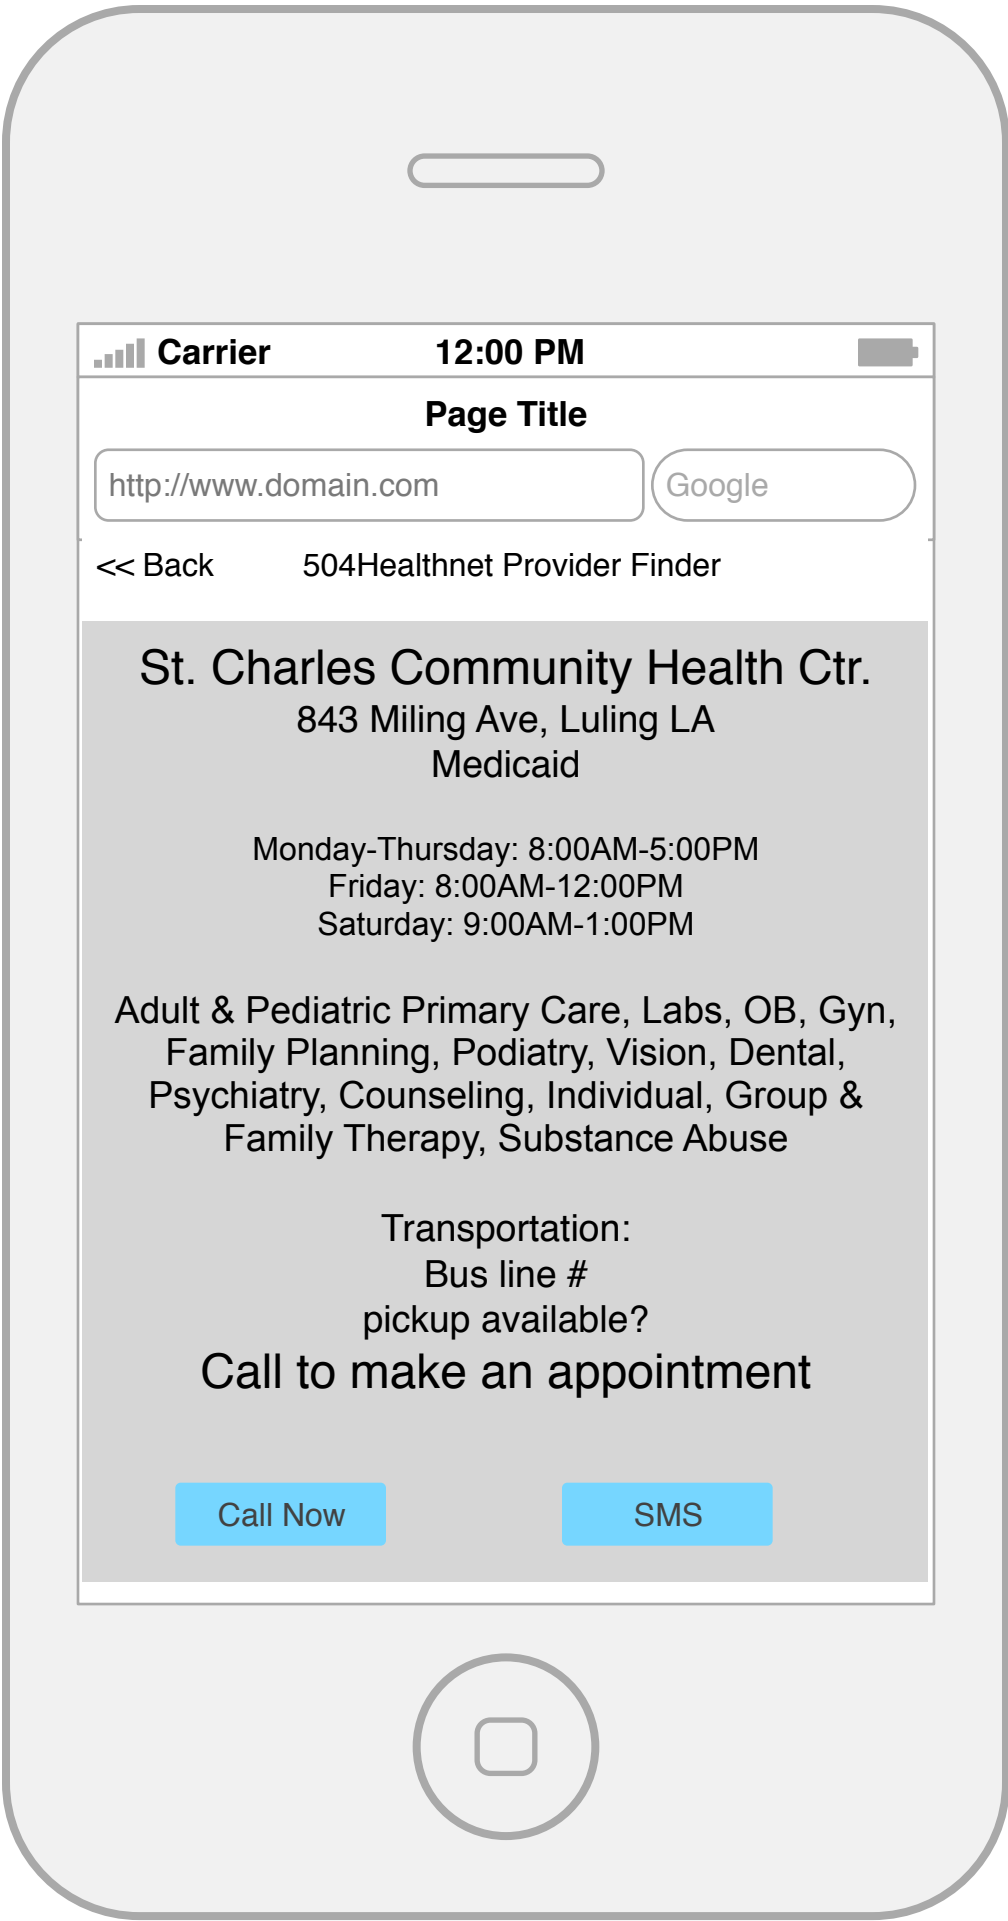 Carrier 12:00 PM
Page Title
http://www.domain.com Google
<< Back 504Healthnet Provider Finder
St. Charles Community Health Ctr.
843 Miling Ave, Luling LA
Medicaid
Monday-Thursday: 8:00AM-5:00PM
Friday: 8:00AM-12:00PM
Saturday: 9:00AM-1:00PM
Adult & Pediatric Primary Care, Labs, OB, Gyn,
Family Planning, Podiatry, Vision, Dental,
Psychiatry, Counseling, Individual, Group &
Family Therapy, Substance Abuse
Transportation:
Bus line #
pickup available?
Call to make an appointment
Call Now SMS